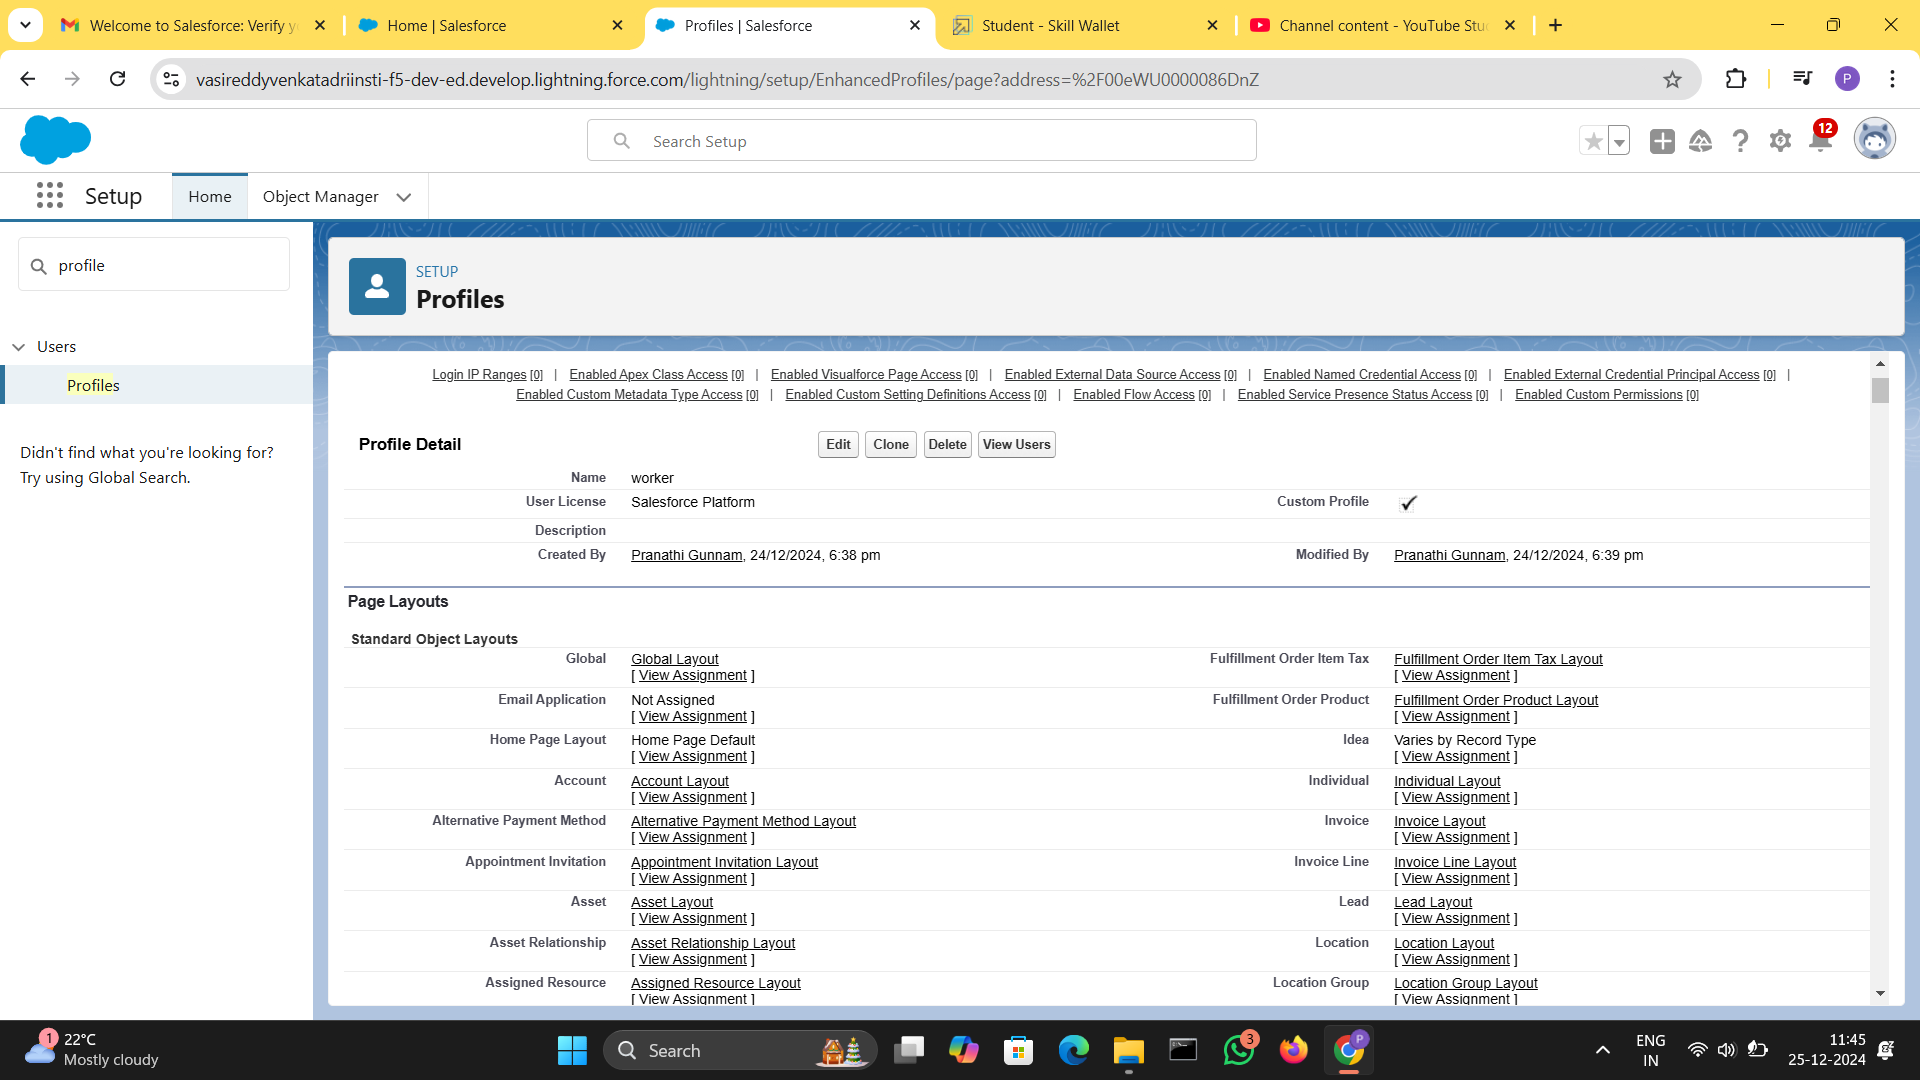 Welcome to Salesforce: Verify y
Home | Salesforce
Profiles | Salesforce
Student - Skill Wallet
Channel content - YouTube Stu
vasireddyvenkatadriinsti-f5-dev-ed.develop.lightning.force.com/lightning/setup/EnhancedProfiles/page?address=%2F00eWU0000086DnZ
P
Search Setup
12
Setup
Home
Object Manager
profile
Users
Profiles
Didn't find what you're looking for?
Try using Global Search.
SETUP
Profiles
Login IP Ranges [0] | Enabled Apex Class Access [0] | Enabled Visualforce Page Access [0] | Enabled External Data Source Access [0] | Enabled Named Credential Access [0] | Enabled External Credential Principal Access [0] |
Enabled Custom Metadata Type Access [0] | Enabled Custom Setting Definitions Access [0] | Enabled Flow Access [0] | Enabled Service Presence Status Access [0] | Enabled Custom Permissions [0]
Profile Detail
Edit Clone Delete View Users
Name worker
User License Salesforce Platform Custom Profile
Description
Created By Pranathi Gunnam, 24/12/2024, 6:38 pm Modified By Pranathi Gunnam, 24/12/2024, 6:39 pm
Page Layouts
Standard Object Layouts
Global Global Layout Fulfillment Order Item Tax Fulfillment Order Item Tax Layout
[ View Assignment ] [ View Assignment ]
Email Application Not Assigned Fulfillment Order Product Fulfillment Order Product Layout
[ View Assignment ] [ View Assignment ]
Home Page Layout Home Page Default Idea Varies by Record Type
[ View Assignment ] [ View Assignment ]
Account Account Layout Individual Individual Layout
[ View Assignment ] [ View Assignment ]
Alternative Payment Method Alternative Payment Method Layout Invoice Invoice Layout
[ View Assignment ] [ View Assignment ]
Appointment Invitation Appointment Invitation Layout Invoice Line Invoice Line Layout
[ View Assignment ] [ View Assignment ]
Asset Asset Layout Lead Lead Layout
[ View Assignment ] [ View Assignment ]
Asset Relationship Asset Relationship Layout Location Location Layout
[ View Assignment ] [ View Assignment ]
Assigned Resource Assigned Resource Layout Location Group Location Group Layout
[ View Assignment ] [ View Assignment ]
1
22°C
Mostly cloudy
Search
3
P
ENG
IN
11:45
25-12-2024